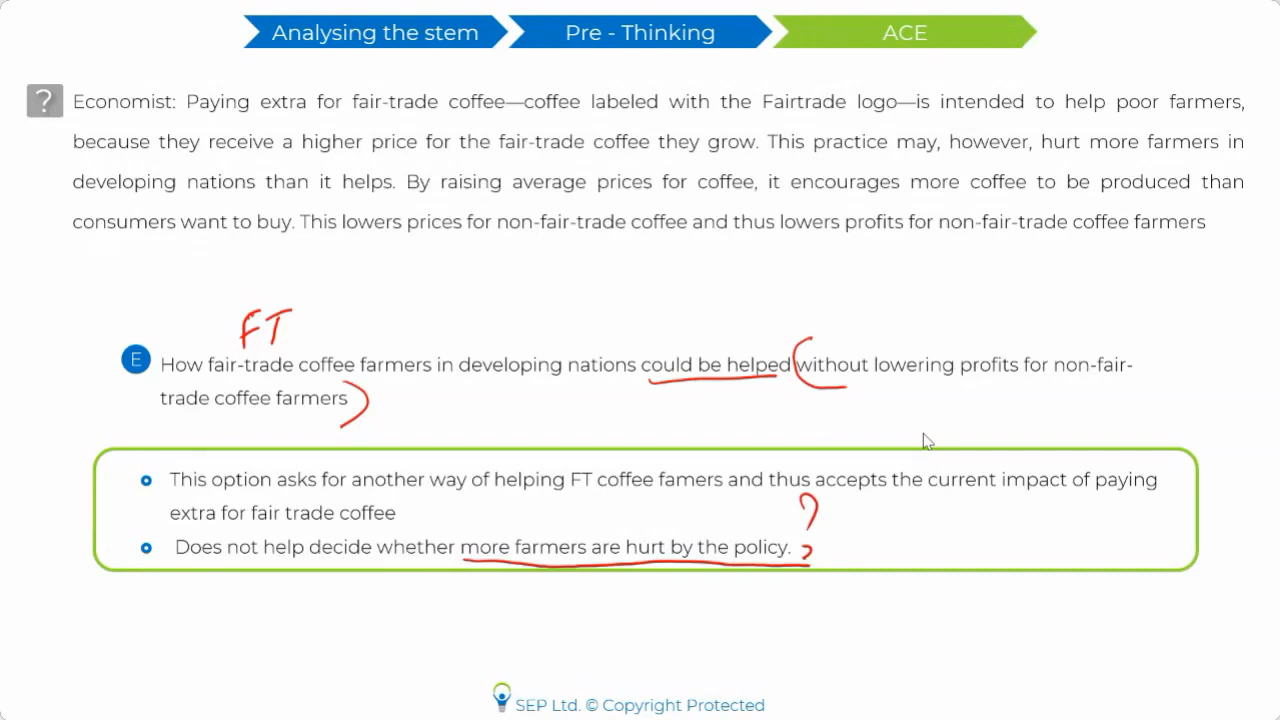 Analysing the stem
Pre - Thinking
ACE
?
Economist: Paying extra for fair-trade coffee—coffee labeled with the Fairtrade logo—is intended to help poor farmers,
because they receive a higher price for the fair-trade coffee they grow. This practice may, however, hurt more farmers in
developing nations than it helps. By raising average prices for coffee, it encourages more coffee to be produced than
consumers want to buy. This lowers prices for non-fair-trade coffee and thus lowers profits for non-fair-trade coffee farmers
FT
E
How fair-trade coffee farmers in developing nations could be helped without lowering profits for non-fair-
trade coffee farmers
This option asks for another way of helping FT coffee famers and thus accepts the current impact of paying
extra for fair trade coffee
Does not help decide whether more farmers are hurt by the policy. ?
SEP Ltd. © Copyright Protected